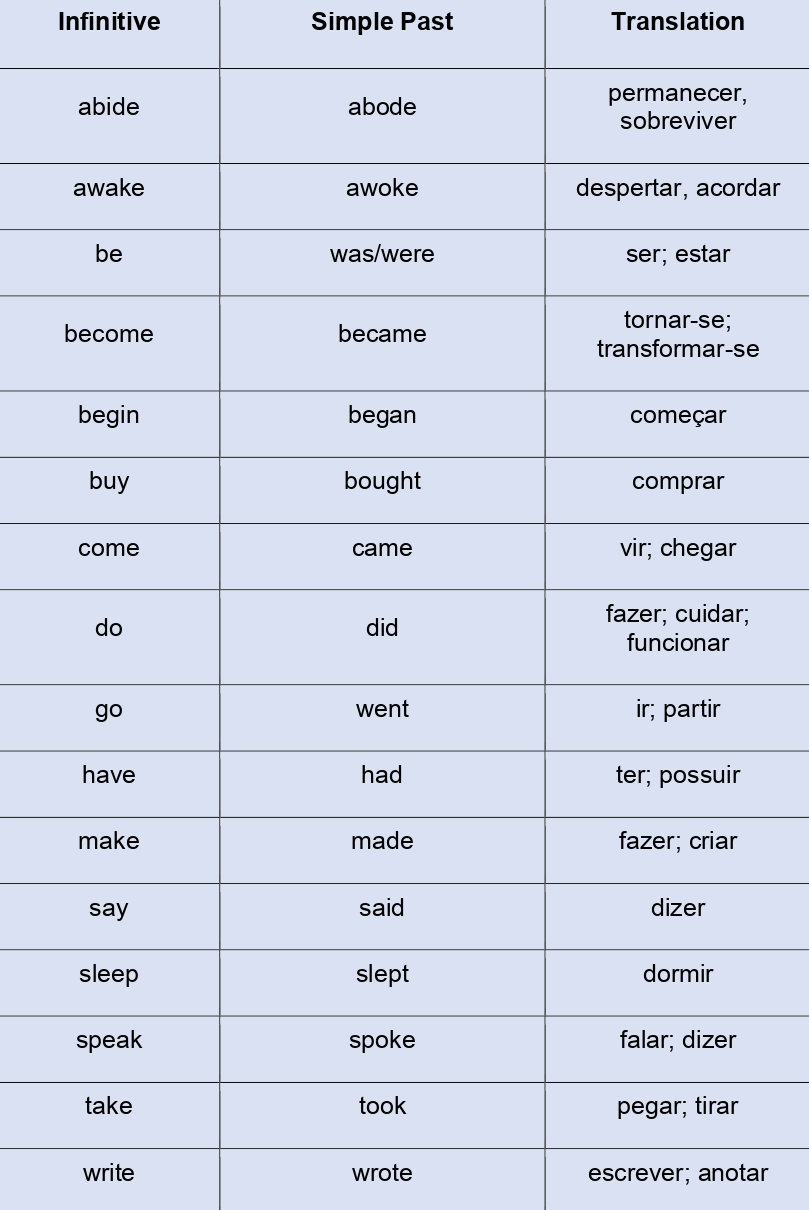 Infinitive Simple Past Translation
abide abode permanecer,
sobreviver
awake awoke despertar, acordar
be was/were ser; estar
become became tornar-se;
transformar-se
begin began começar
buy bought comprar
come came vir; chegar
do did fazer; cuidar;
funcionar
go went ir; partir
have had ter; possuir
make made fazer; criar
say said dizer
sleep slept dormir
speak spoke falar; dizer
take took pegar; tirar
write wrote escrever; anotar